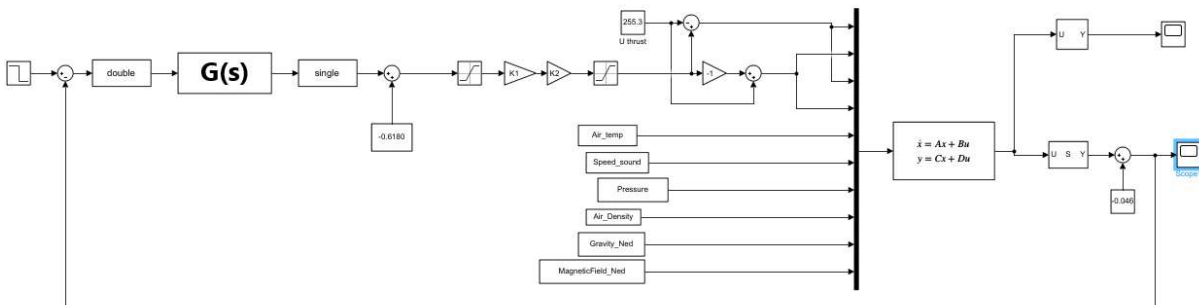 255.3
U thrust
U Y
double
G(s)
single
K1
K2
-1
-0.6180
Air_temp
Speed_sound
Pressure
Air_Density
Gravity_Ned
MagneticField_Ned
ẋ = Ax + Bu
y = Cx + Du
U S Y
Scope
-0.046